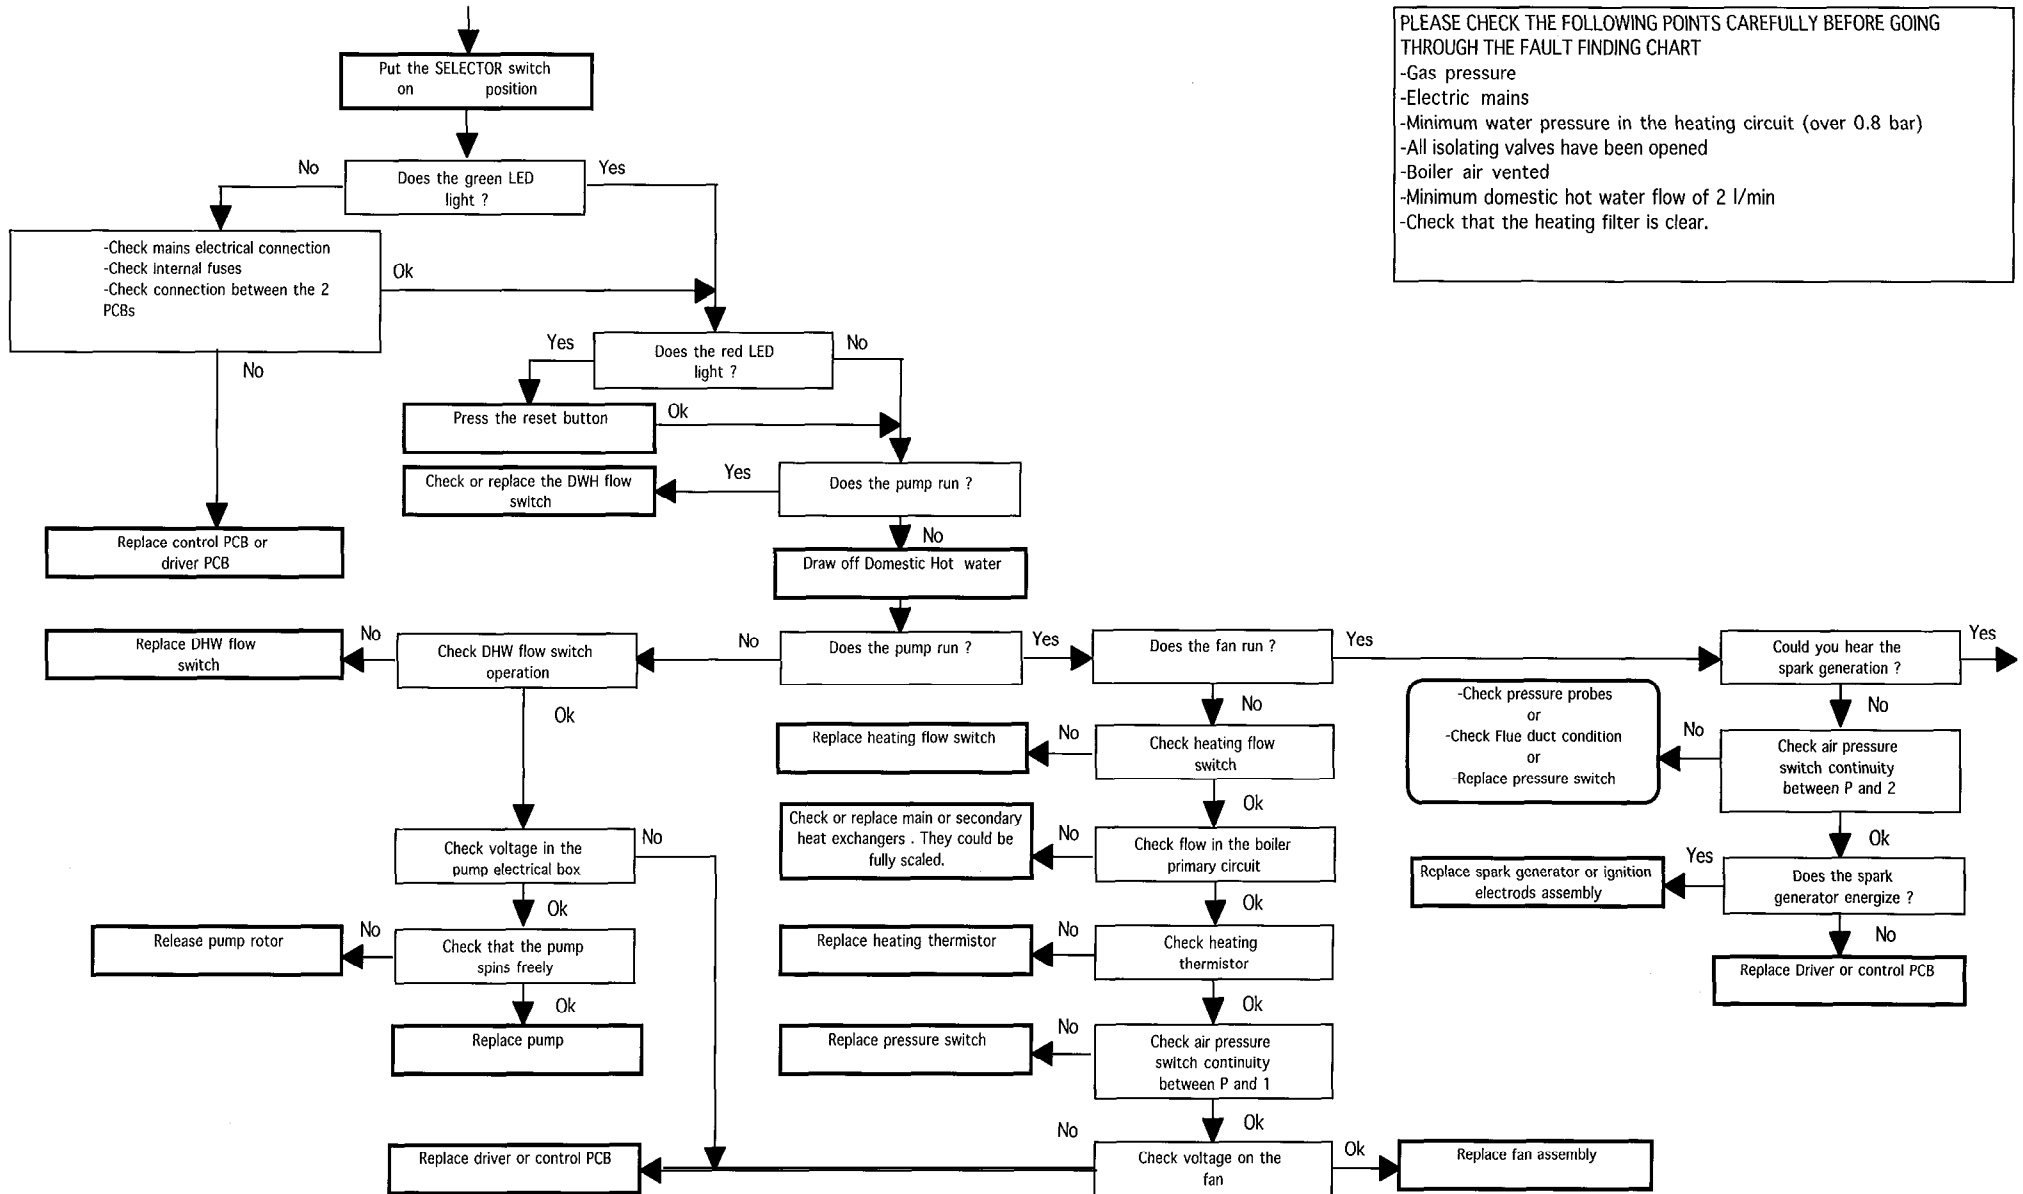 PLEASE CHECK THE FOLLOWING POINTS CAREFULLY BEFORE GOING
THROUGH THE FAULT FINDING CHART
-Gas pressure
-Electric mains
-Minimum water pressure in the heating circuit (over 0.8 bar)
-All isolating valves have been opened
-Boiler air vented
-Minimum domestic hot water flow of 2 l/min
-Check that the heating filter is clear.
Put the SELECTOR switch
on position
No
Does the green LED
light ?
Yes
-Check mains electrical connection
-Check internal fuses
-Check connection between the 2
PCBs
Ok
No
Yes
Does the red LED
light ?
No
Press the reset button
Ok
Check or replace the DWH flow
switch
Yes
Does the pump run ?
No
Replace control PCB or
driver PCB
Draw off Domestic Hot water
Replace DHW flow
switch
No
Check DHW flow switch
operation
No
Does the pump run ?
Yes
Does the fan run ?
Yes
Could you hear the
spark generation ?
Yes
Ok
No
No
Replace heating flow switch
No
Check heating flow
switch
-Check pressure probes
or
-Check Flue duct condition
or
-Replace pressure switch
No
Check air pressure
switch continuity
between P and 2
Ok
Ok
Check or replace main or secondary
heat exchangers . They could be
fully scaled.
No
Check flow in the boiler
primary circuit
Check voltage in the
pump electrical box
No
Replace spark generator or ignition
electrods assembly
Yes
Does the spark
generator energize ?
Ok
Ok
No
Release pump rotor
No
Check that the pump
spins freely
Replace heating thermistor
No
Check heating
thermistor
Replace Driver or control PCB
Ok
Ok
Replace pump
Replace pressure switch
No
Check air pressure
switch continuity
between P and 1
Ok
Replace driver or control PCB
No
Check voltage on the
fan
Ok
Replace fan assembly